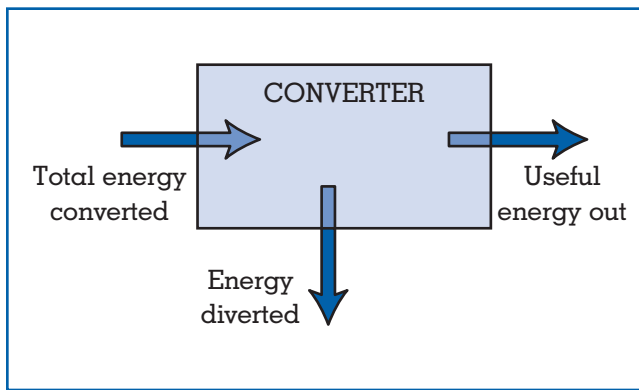 CONVERTER
Total energy
converted
Useful
energy out
Energy
diverted